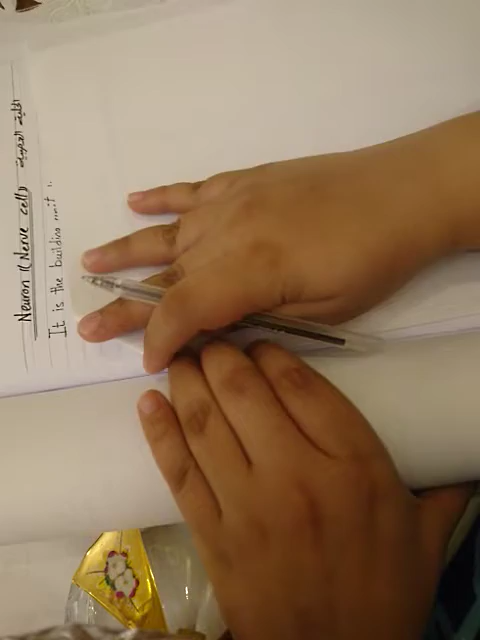 Neuron (Nerve cell) الخلية العصبية
It is the building unit